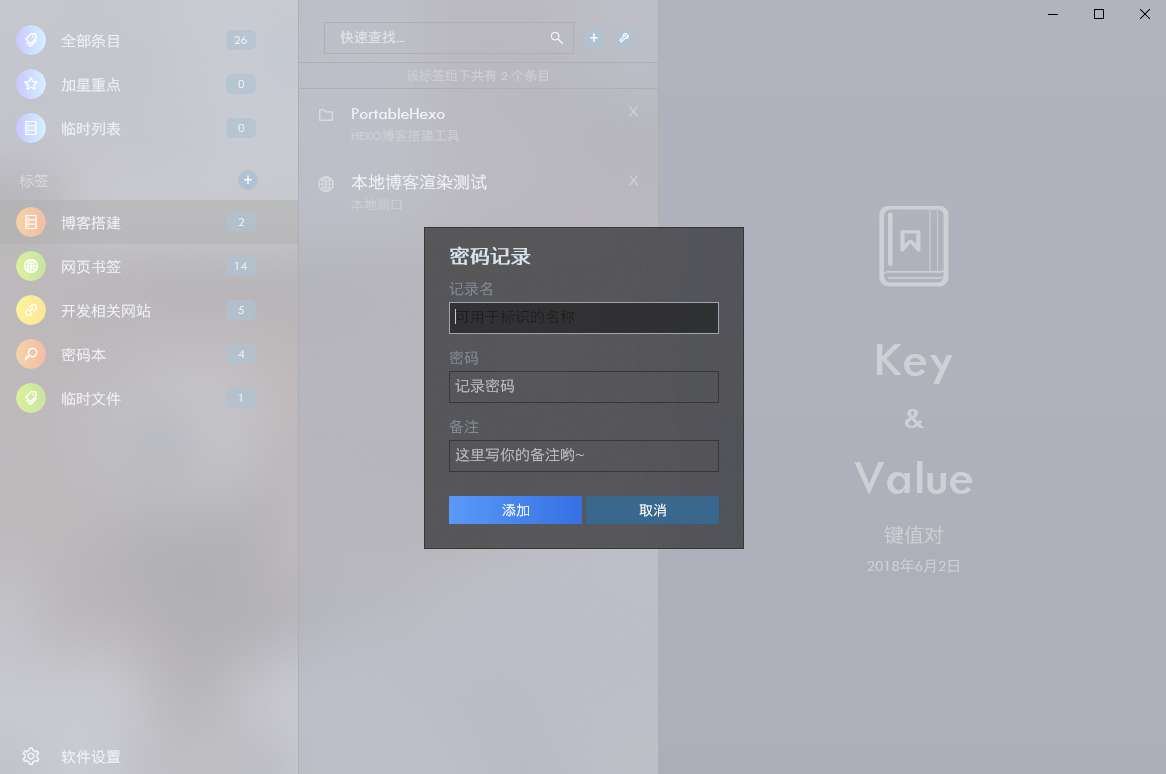 全部条目
26
加星重点
0
临时列表
0
标签
博客搭建
2
网页书签
14
开发相关网站
5
密码本
4
临时文件
1
软件设置
快速查找...
该标签组下共有 2 个条目
PortableHexo
HEXO博客搭建工具
本地博客渲染测试
本地端口
密码记录
记录名
可用于标识的名称
密码
记录密码
备注
这里写你的备注哟~
添加
取消
Key
&
Value
键值对
2018年6月2日